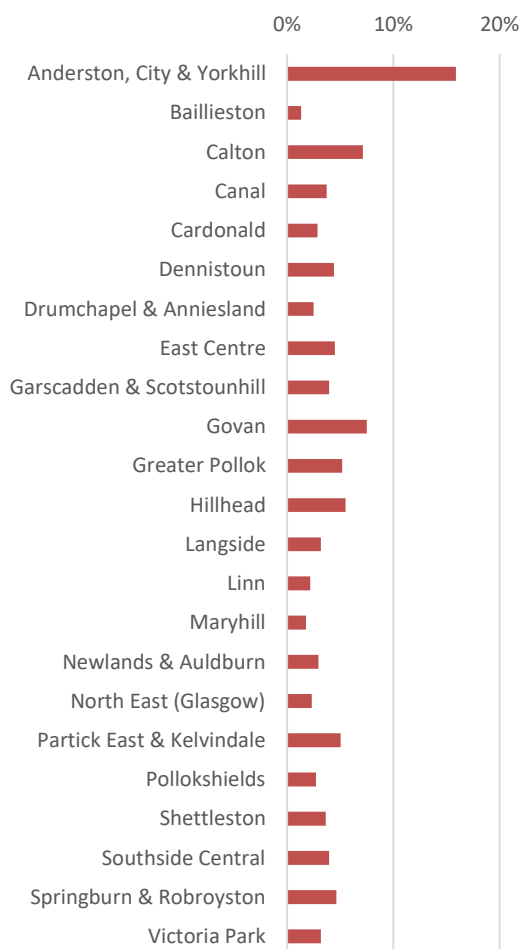 0% 10% 20%
Anderston, City & Yorkhill
Baillieston
Calton
Canal
Cardonald
Dennistoun
Drumchapel & Anniesland
East Centre
Garscadden & Scotstounhill
Govan
Greater Pollok
Hillhead
Langside
Linn
Maryhill
Newlands & Auldburn
North East (Glasgow)
Partick East & Kelvindale
Pollokshields
Shettleston
Southside Central
Springburn & Robroyston
Victoria Park